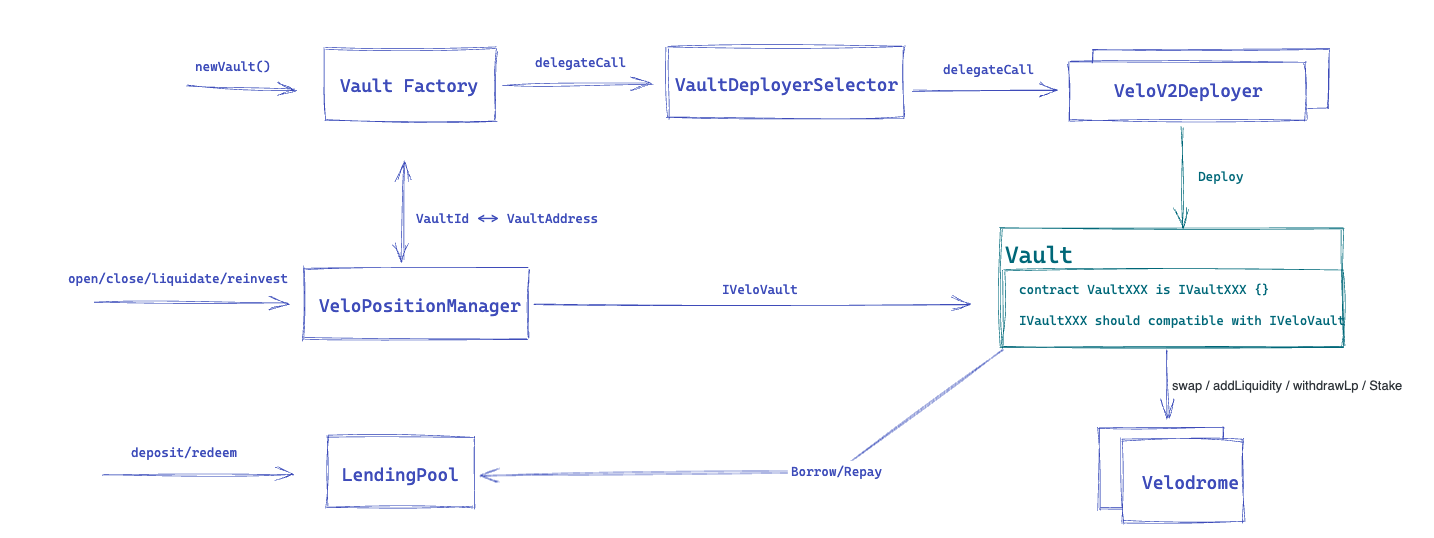 newVault()
Vault Factory
delegateCall
VaultDeployerSelector
delegateCall
VeloV2Deployer
Deploy
VaultId <-> VaultAddress
open/close/liquidate/reinvest
VeloPositionManager
IVeloVault
Vault
contract VaultXXX is IVaultXXX {}
IVaultXXX should compatible with IVeloVault
swap / addLiquidity / withdrawLp / Stake
deposit/redeem
LendingPool
Borrow/Repay
Velodrome